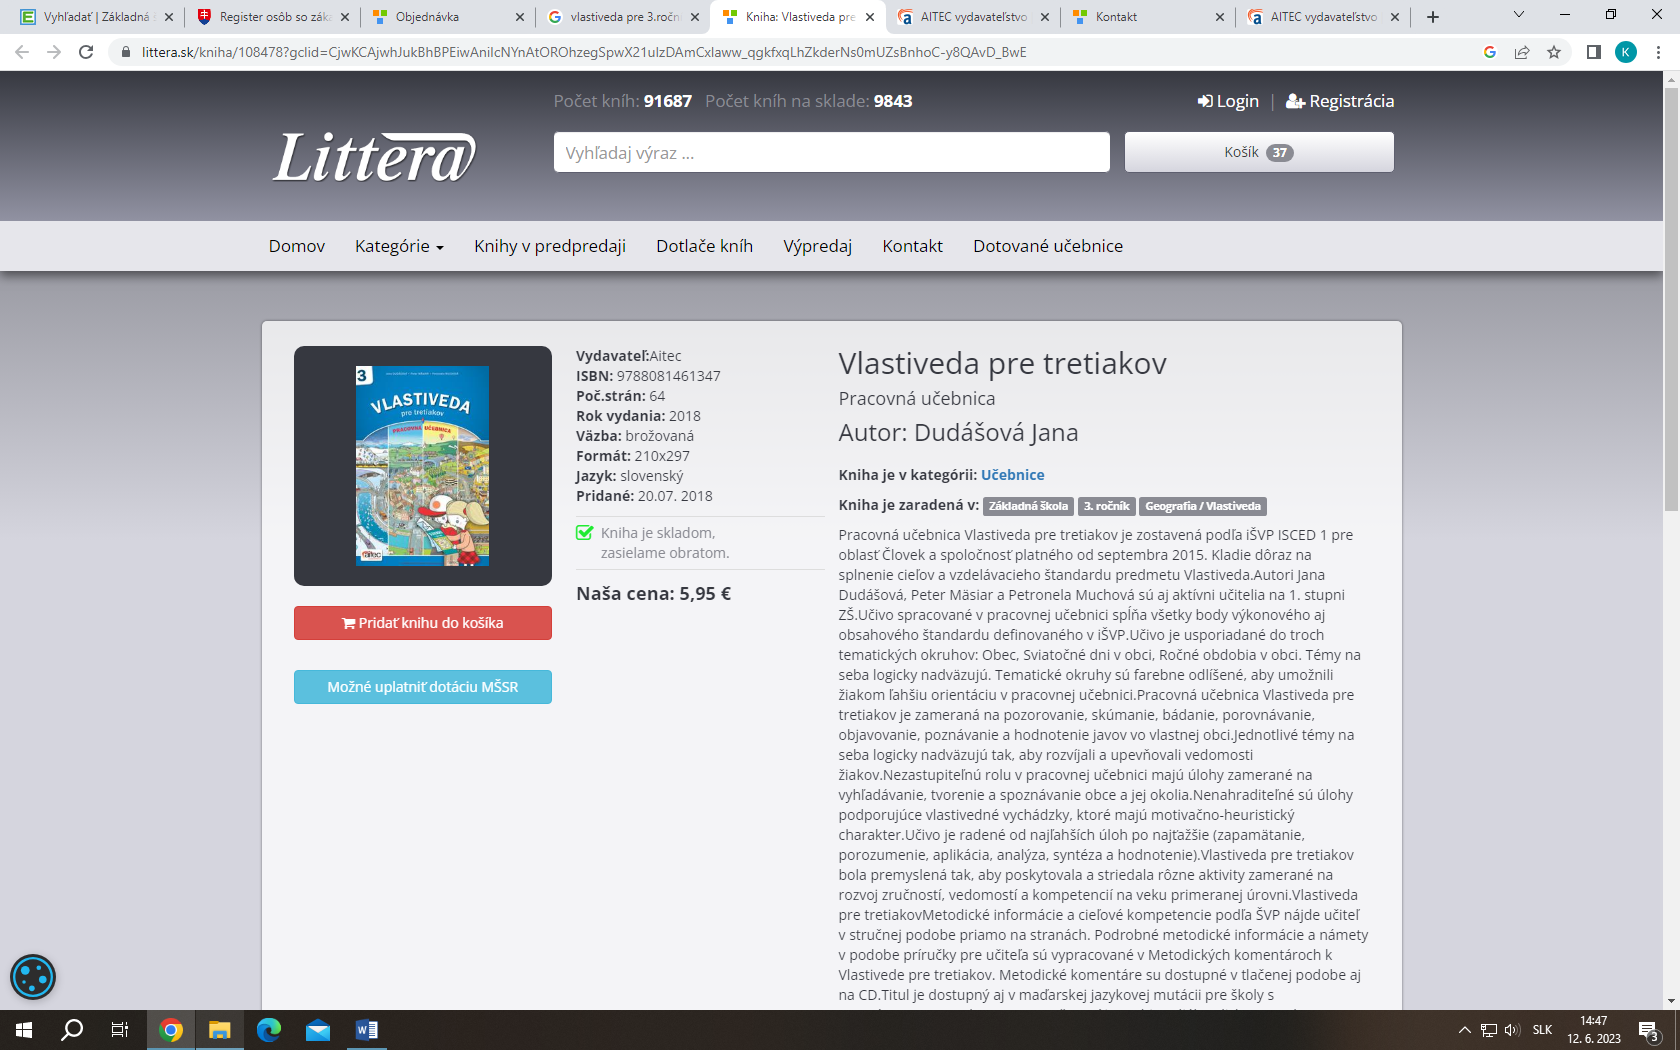 Vyhľadať | Základná
Register osôb so zák
Objednávka
vlastiveda pre 3.roč
Kniha: Vlastiveda pre
AITEC vydavateľstvo
Kontakt
AITEC vydavateľstvo
littera.sk/kniha/108478?gclid=CjwKCAjwhJukBhBPEiwAniIcNYnAtOROhzegSpwX21ulzDAmCxlaww_qgkfxqLhZkderNs0mUZsBnhoC-y8QAvD_BwE
K
Počet kníh: 91687 Počet kníh na sklade: 9843
Login | Registrácia
Littera
Vyhľadaj výraz ...
Košík 37
Domov Kategórie Knihy v predpredaji Dotlače kníh Výpredaj Kontakt Dotované učebnice
3
VLASTIVEDA
pre tretiakov
PRACOVNÁ UČEBNICA
aitec
Pridať knihu do košíka
Možné uplatniť dotáciu MŠSR
Vydavateľ:Aitec
ISBN: 9788081461347
Poč.strán: 64
Rok vydania: 2018
Väzba: brožovaná
Formát: 210x297
Jazyk: slovenský
Pridané: 20.07. 2018
Kniha je skladom,
zasielame obratom.
Naša cena: 5,95 €
Vlastiveda pre tretiakov
Pracovná učebnica
Autor: Dudášová Jana
Kniha je v kategórii: Učebnice
Kniha je zaradená v: Základná škola 3. ročník Geografia / Vlastiveda
Pracovná učebnica Vlastiveda pre tretiakov je zostavená podľa iŠVP ISCED 1 pre
oblasť Človek a spoločnosť platného od septembra 2015. Kladie dôraz na
splnenie cieľov a vzdelávacieho štandardu predmetu Vlastiveda.Autori Jana
Dudášová, Peter Mäsiar a Petronela Muchová sú aj aktívni učitelia na 1. stupni
ZŠ.Učivo spracované v pracovnej učebnici spĺňa všetky body výkonového aj
obsahového štandardu definovaného v iŠVP.Učivo je usporiadané do troch
tematických okruhov: Obec, Sviatočné dni v obci, Ročné obdobia v obci. Témy na
seba logicky nadväzujú. Tematické okruhy sú farebne odlíšené, aby umožnili
žiakom ľahšiu orientáciu v pracovnej učebnici.Pracovná učebnica Vlastiveda pre
tretiakov je zameraná na pozorovanie, skúmanie, bádanie, porovnávanie,
objavovanie, poznávanie a hodnotenie javov vo vlastnej obci.Jednotlivé témy na
seba logicky nadväzujú tak, aby rozvíjali a upevňovali vedomosti
žiakov.Nezastupiteľnú rolu v pracovnej učebnici majú úlohy zamerané na
vyhľadávanie, tvorenie a spoznávanie obce a jej okolia.Nenahraditeľné sú úlohy
podporujúce vlastivedné vychádzky, ktoré majú motivačno-heuristický
charakter.Učivo je radené od najľahších úloh po najťažšie (zapamätanie,
porozumenie, aplikácia, analýza, syntéza a hodnotenie).Vlastiveda pre tretiakov
bola premyslená tak, aby poskytovala a striedala rôzne aktivity zamerané na
rozvoj zručností, vedomostí a kompetencií na veku primeranej úrovni.Vlastiveda
pre tretiakovMetodické informácie a cieľové kompetencie podľa ŠVP nájde učiteľ
v stručnej podobe priamo na stranách. Podrobné metodické informácie a námety
v podobe príručky pre učiteľa sú vypracované v Metodických komentároch k
Vlastivede pre tretiakov. Metodické komentáre su dostupné v tlačenej podobe aj
na CD.Titul je dostupný aj v maďarskej jazykovej mutácii pre školy s
SLK
14:47
12. 6. 2023
3